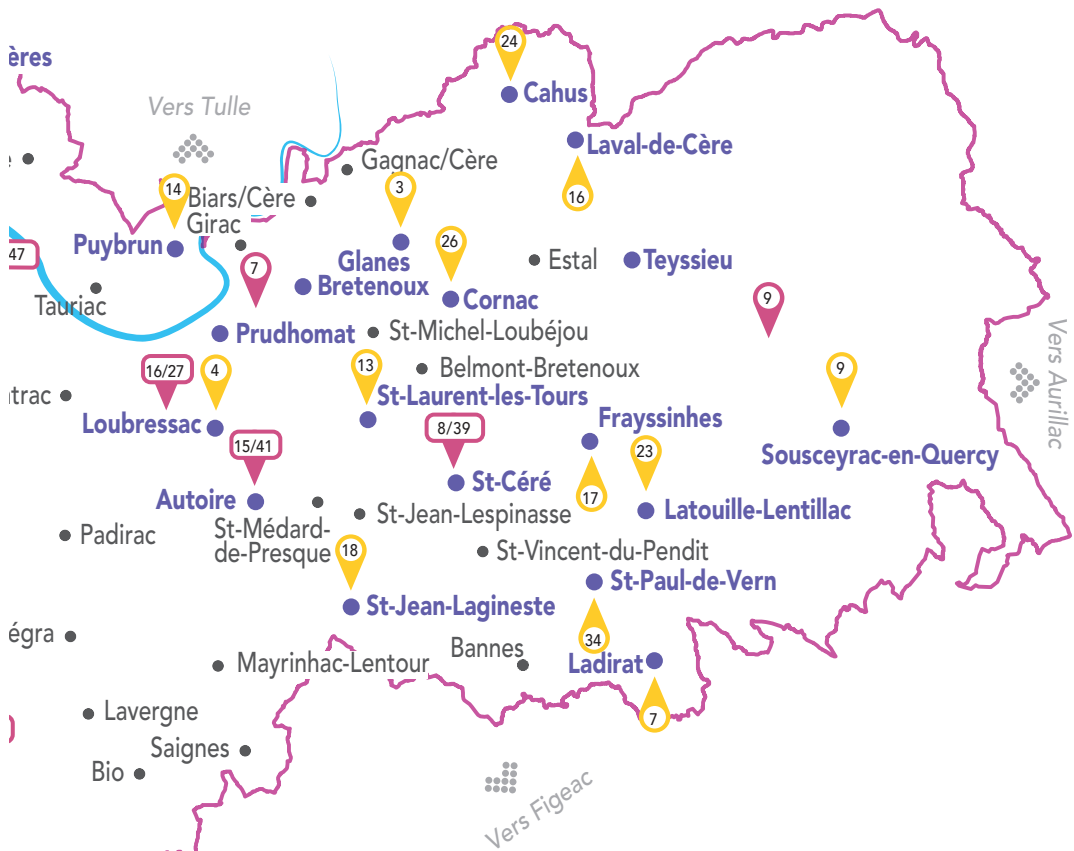 24
ères
Cahus
Vers Tulle
Laval-de-Cère
Gagnac/Cère
14
Biars/Cère
3
16
Girac
Puybrun
26
47
Glanes
Estal
Teyssieu
7
Bretenoux
Cornac
9
Tauriac
Prudhomat
St-Michel-Loubéjou
Vers Aurillac
16/27
4
13
Belmont-Bretenoux
9
trac
St-Laurent-les-Tours
Loubressac
8/39
Frayssinhes
15/41
23
Sousceyrac-en-Quercy
St-Céré
Autoire
17
Latouille-Lentillac
St-Jean-Lespinasse
St-Médard-
de-Presque
Padirac
18
St-Vincent-du-Pendit
St-Paul-de-Vern
St-Jean-Lagineste
égra
34
Bannes
Mayrinhac-Lentour
Ladirat
Lavergne
7
Saignes
Bio
Vers Figeac